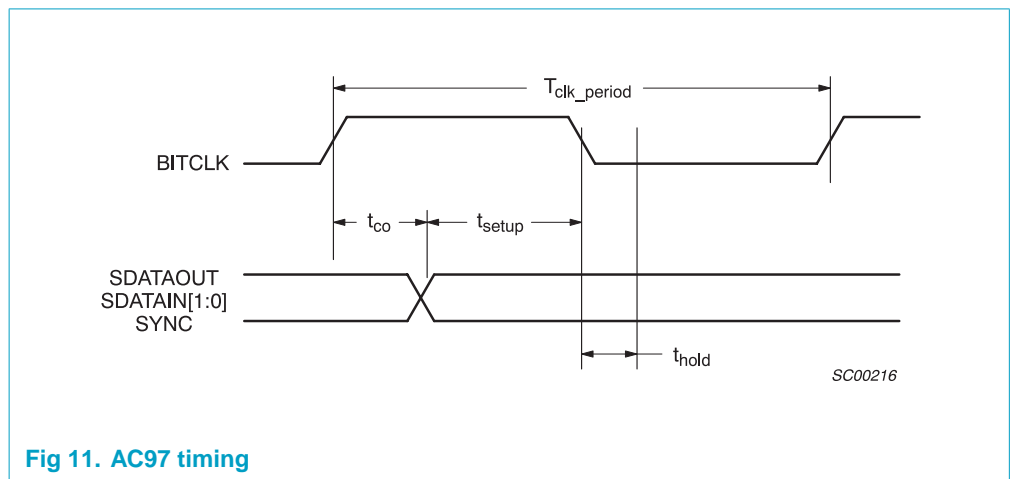 Tclk_period
BITCLK
tco
tsetup
SDATAOUT
SDATAIN[1:0]
SYNC
thold
SC00216
Fig 11. AC97 timing